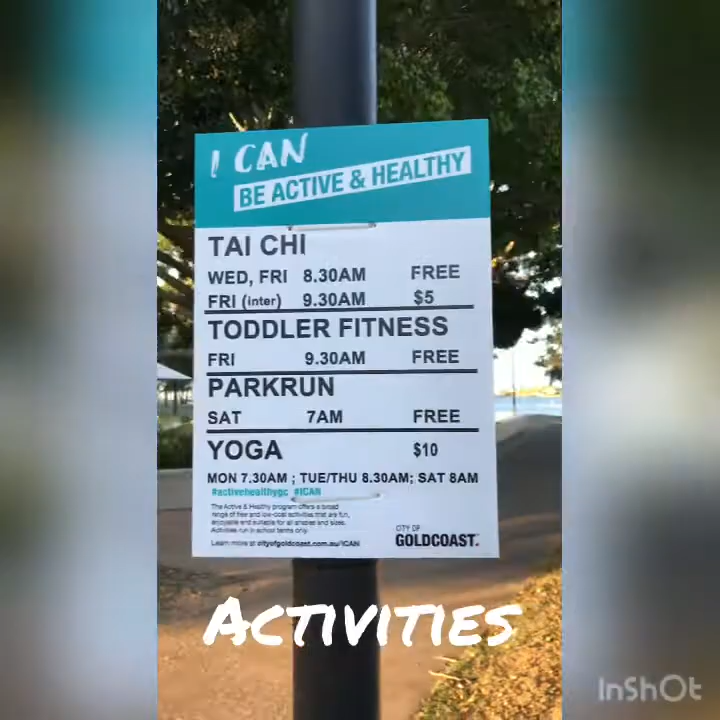 I CAN
BE ACTIVE & HEALTHY
TAI CHI
WED, FRI 8.30AM FREE
FRI (inter) 9.30AM $5
TODDLER FITNESS
FRI 9.30AM FREE
PARKRUN
SAT 7AM FREE
YOGA $10
MON 7.30AM ; TUE/THU 8.30AM; SAT 8AM
#activehealthygc #ICAN
The Active & Healthy program offers a broad
range of free and low-cost activities that are fun,
enjoyable and suitable for all shapes and sizes.
Activities run in school terms only.
Learn more at cityofgoldcoast.com.au/ICAN
CITY OF
GOLDCOAST.
ACTIVITIES
InShOt